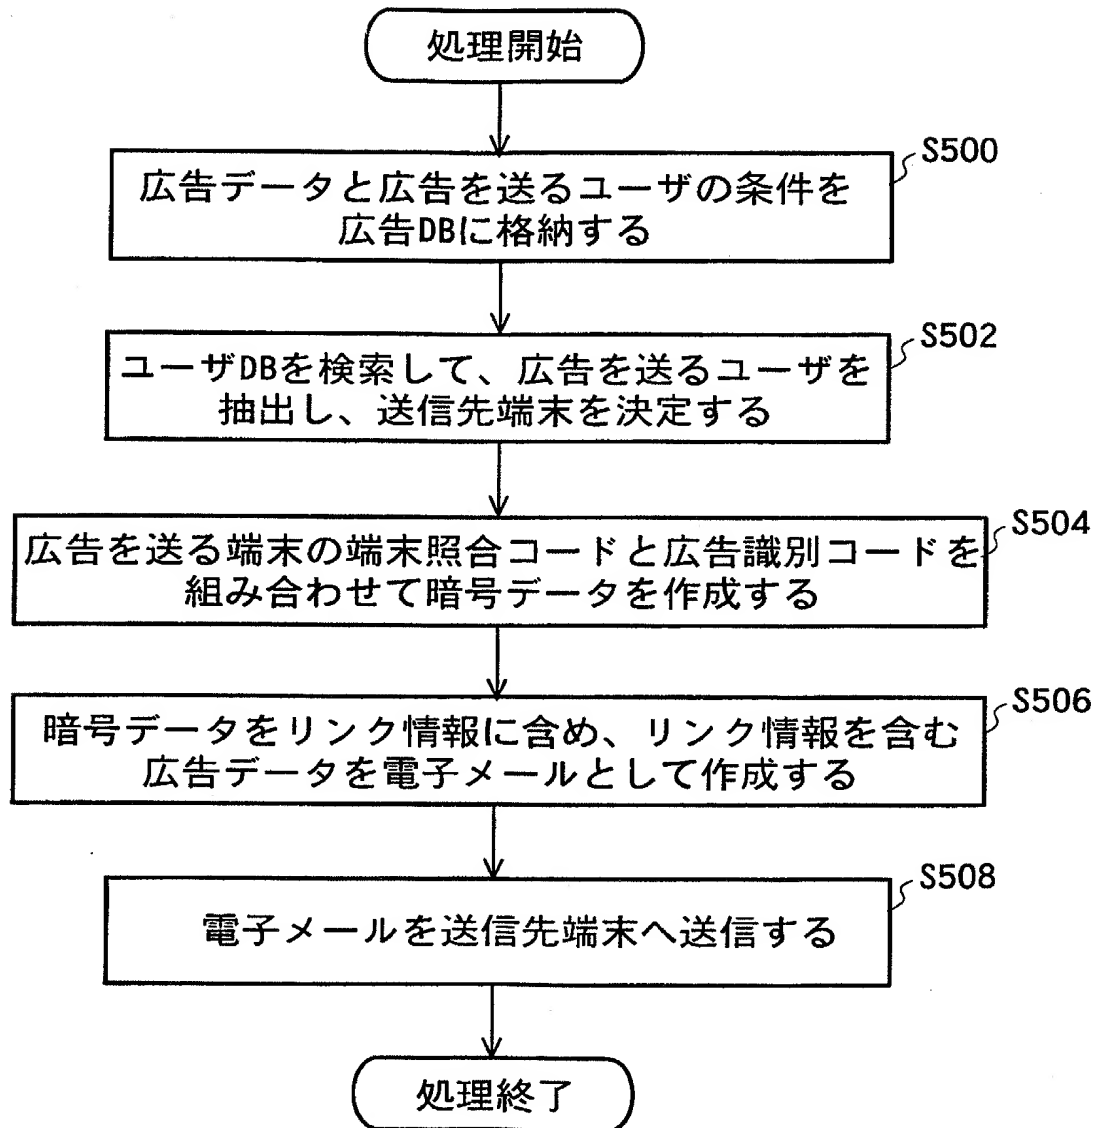 処理開始
S500
広告データと広告を送るユーザの条件を
広告DBに格納する
S502
ユーザDBを検索して、広告を送るユーザを
抽出し、送信先端末を決定する
S504
広告を送る端末の端末照合コードと広告識別コードを
組み合わせて暗号データを作成する
S506
暗号データをリンク情報に含め、リンク情報を含む
広告データを電子メールとして作成する
S508
電子メールを送信先端末へ送信する
処理終了